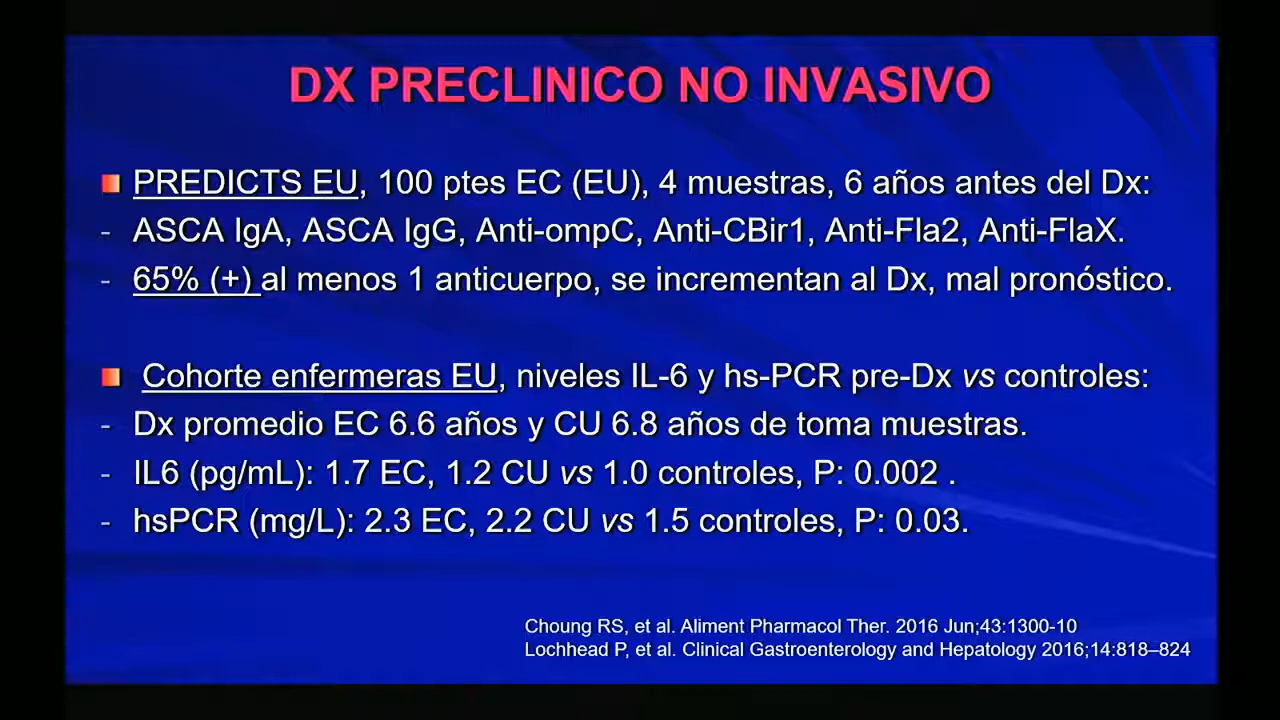 DX PRECLINICO NO INVASIVO
PREDICTS EU, 100 ptes EC (EU), 4 muestras, 6 años antes del Dx:
- ASCA IgA, ASCA IgG, Anti-ompC, Anti-CBir1, Anti-Fla2, Anti-FlaX.
- 65% (+) al menos 1 anticuerpo, se incrementan al Dx, mal pronóstico.
Cohorte enfermeras EU, niveles IL-6 y hs-PCR pre-Dx vs controles:
- Dx promedio EC 6.6 años y CU 6.8 años de toma muestras.
- IL6 (pg/mL): 1.7 EC, 1.2 CU vs 1.0 controles, P: 0.002 .
- hsPCR (mg/L): 2.3 EC, 2.2 CU vs 1.5 controles, P: 0.03.
Choung RS, et al. Aliment Pharmacol Ther. 2016 Jun;43:1300-10
Lochhead P, et al. Clinical Gastroenterology and Hepatology 2016;14:818–824